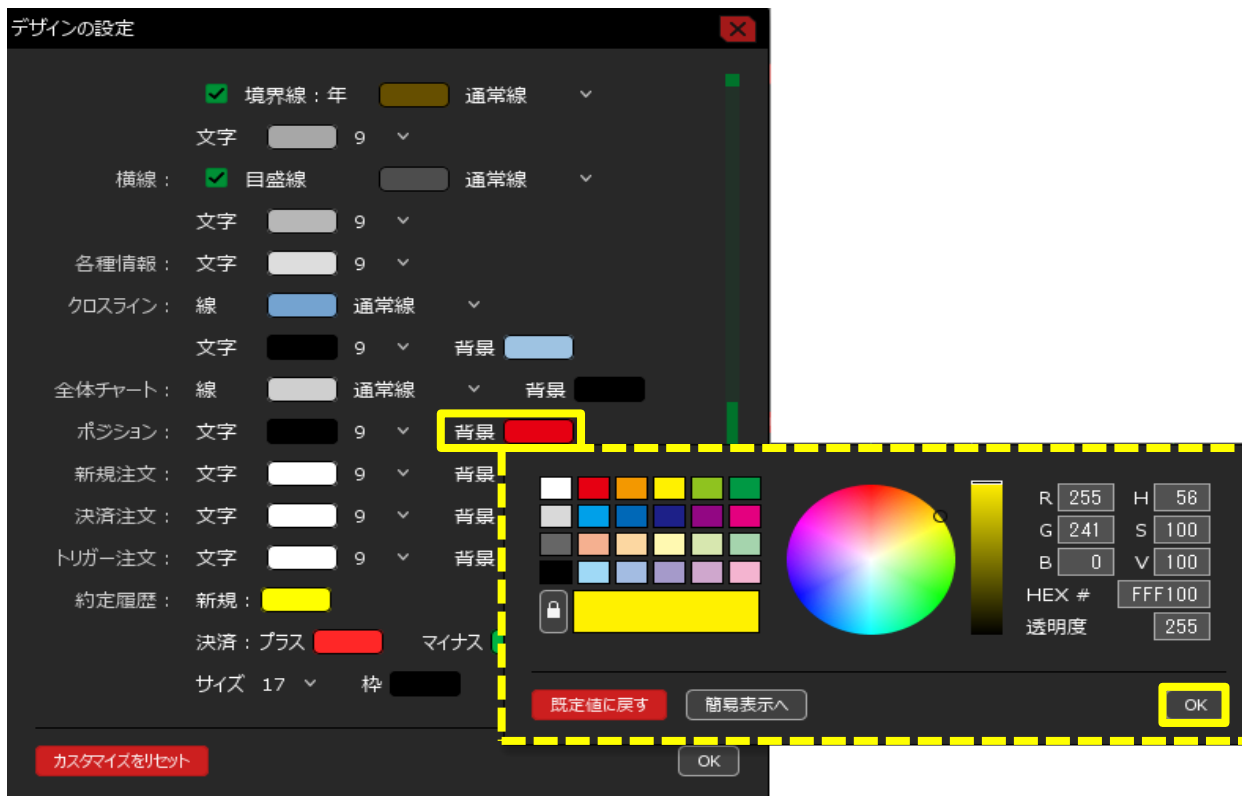 デザインの設定
境界線：年 通常線
文字 9
横線： 目盛線 通常線
文字 9
各種情報： 文字 9
クロスライン： 線 通常線
文字 9 背景
全体チャート： 線 通常線 背景
ポジション： 文字 9 背景
新規注文： 文字 9 背景
決済注文： 文字 9 背景
トリガー注文： 文字 9 背景
約定履歴： 新規：
決済：プラス マイナス
サイズ 17 枠
カスタマイズをリセット OK
R 255 H 56
G 241 S 100
B 0 V 100
HEX # FFF100
透明度 255
既定値に戻す 簡易表示へ OK